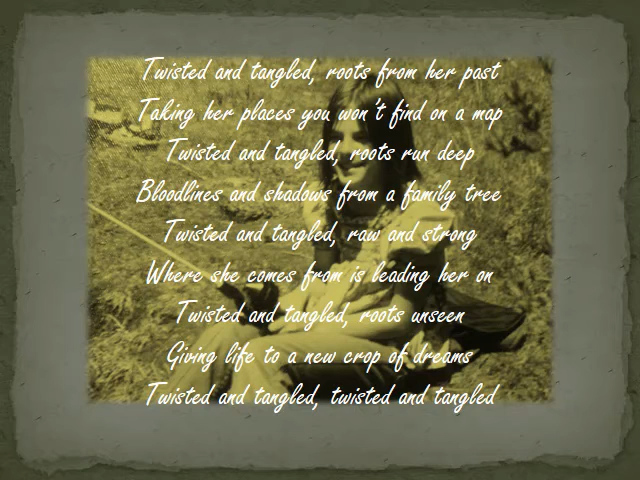 Twisted and tangled, roots from her past
Taking her places you won't find on a map
Twisted and tangled, roots run deep
Bloodlines and shadows from a family tree
Twisted and tangled, raw and strong
Where she comes from is leading her on
Twisted and tangled, roots unseen
Giving life to a new crop of dreams
Twisted and tangled, twisted and tangled